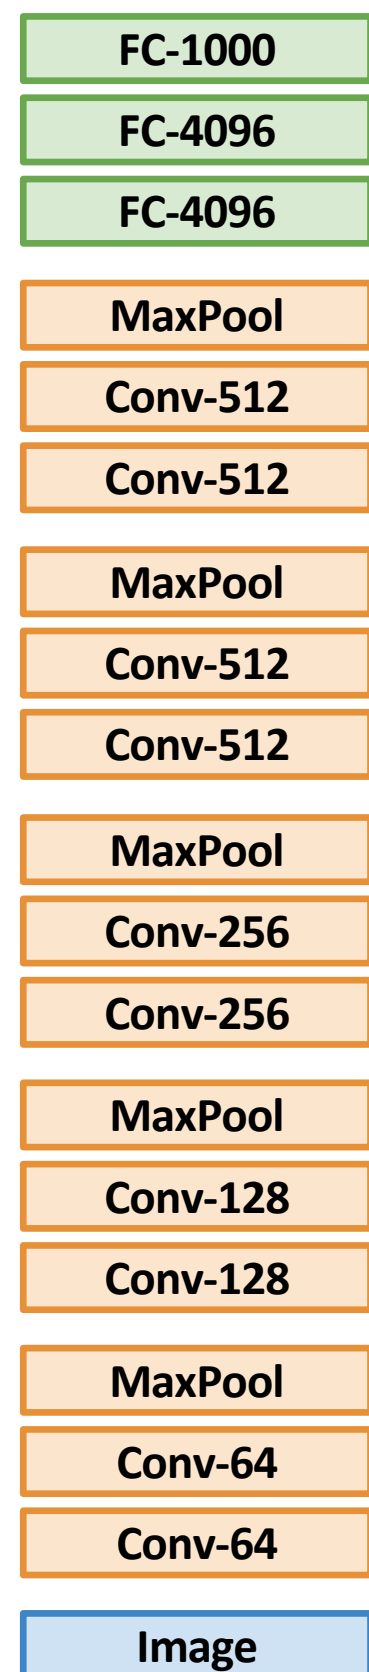 FC-1000
FC-4096
FC-4096
MaxPool
Conv-512
Conv-512
MaxPool
Conv-512
Conv-512
MaxPool
Conv-256
Conv-256
MaxPool
Conv-128
Conv-128
MaxPool
Conv-64
Conv-64
Image